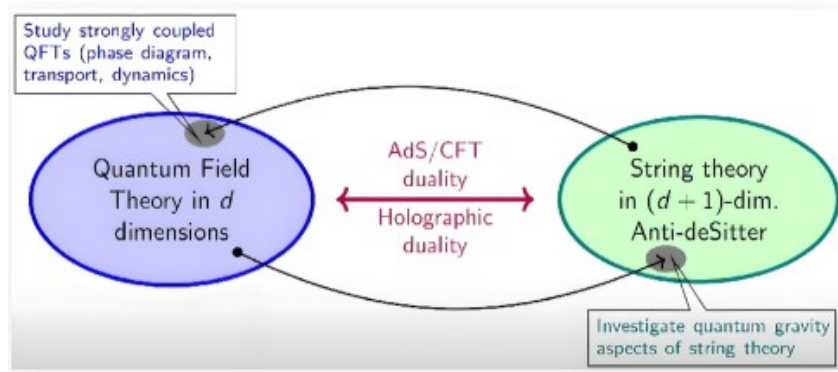 Study strongly coupled
QFTs (phase diagram,
transport, dynamics)
Quantum Field
Theory in d
dimensions
AdS/CFT
duality
Holographic
duality
String theory
in (d + 1)-dim.
Anti-deSitter
Investigate quantum gravity
aspects of string theory